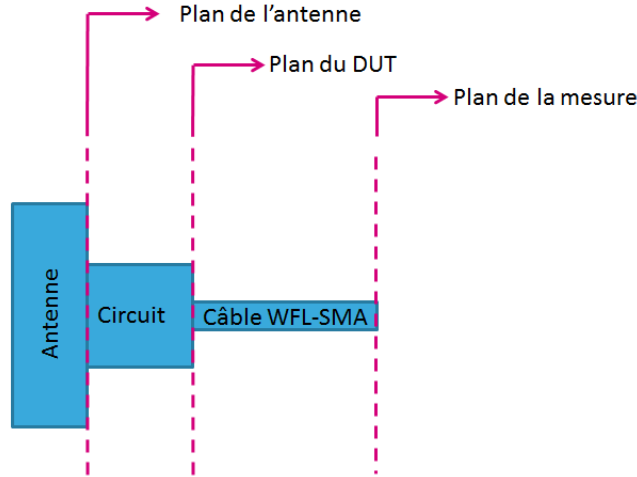 Plan de l’antenne
Plan du DUT
Plan de la mesure
Antenne
Circuit
Câble WFL-SMA